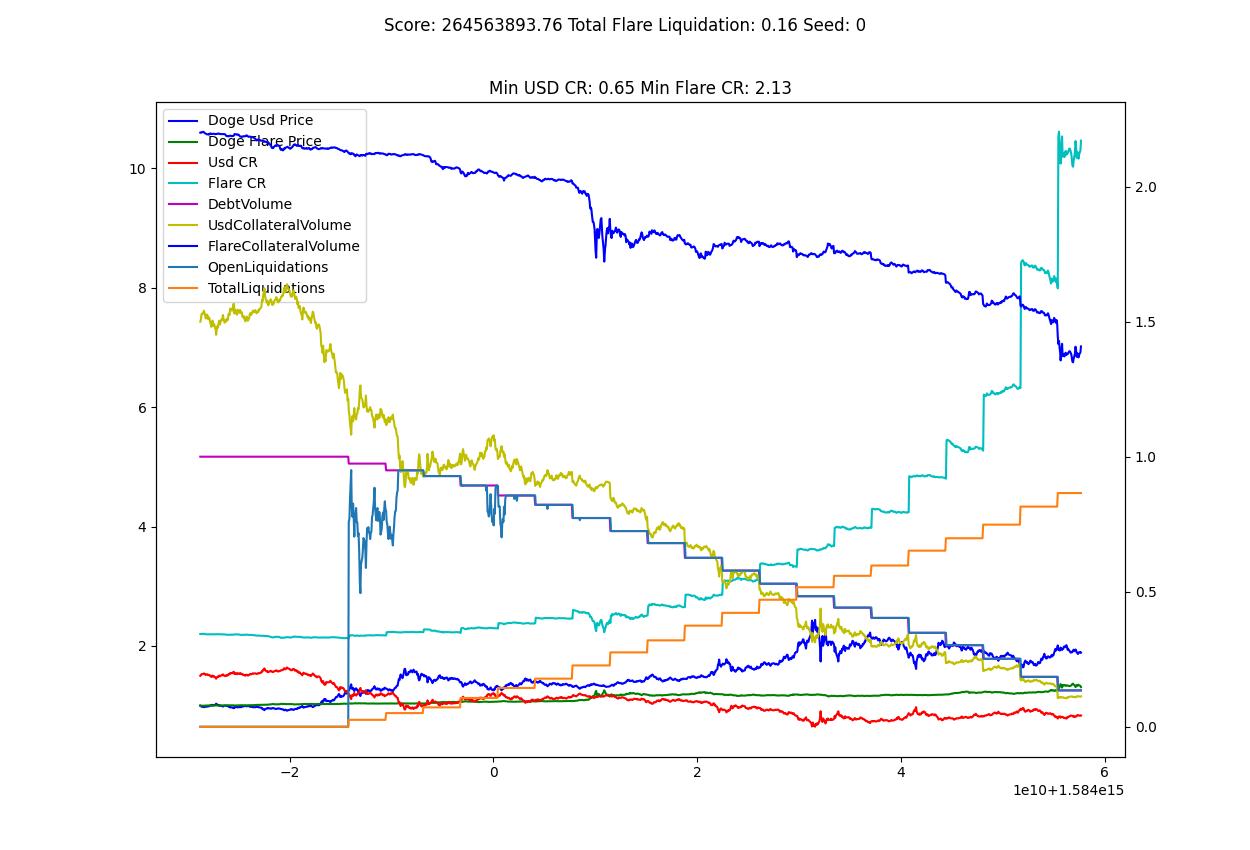 Score: 264563893.76 Total Flare Liquidation: 0.16 Seed: 0
Min USD CR: 0.65 Min Flare CR: 2.13
Doge Usd Price
Doge Flare Price
Usd CR
Flare CR
DebtVolume
UsdCollateralVolume
FlareCollateralVolume
OpenLiquidations
TotalLiquidations
10
8
6
4
2
2.0
1.5
1.0
0.5
0.0
−2
0
2
4
6
1e10+1.584e15